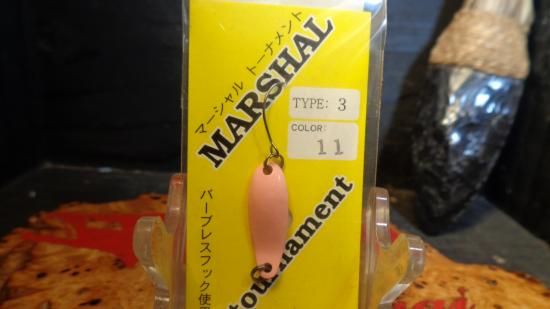 マーシャル トーナメント
MARSHAL
TYPE: 3
COLOR:
11
tournament
バーブレスフック使用